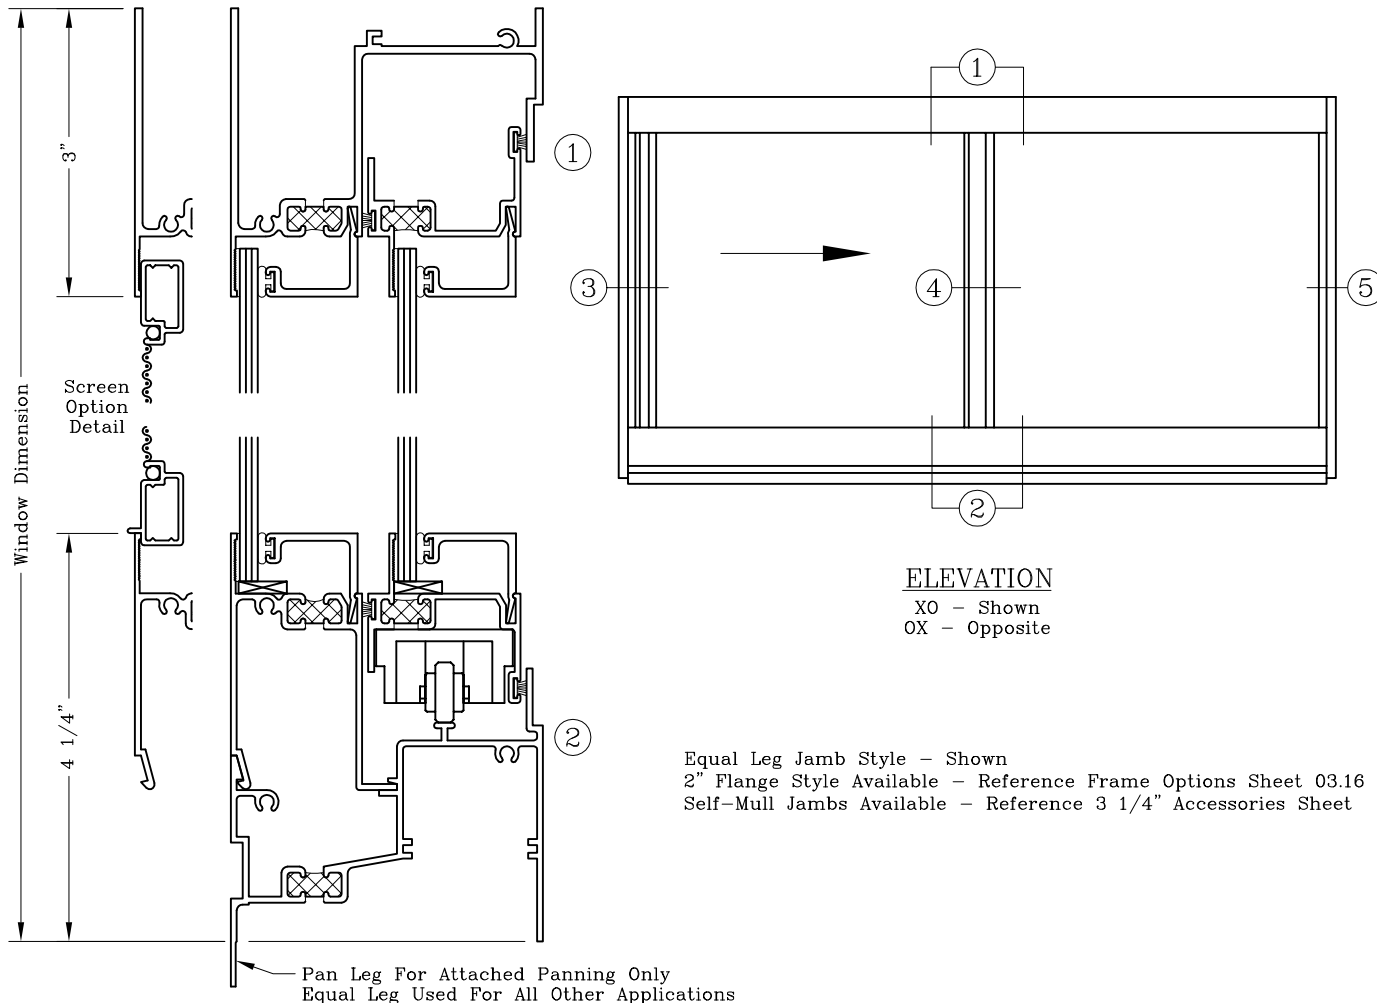 1
3"
1
3
4
5
Screen
Option
Detail
Window Dimension
2
ELEVATION
XO - Shown
OX - Opposite
4 1/4"
2
Equal Leg Jamb Style - Shown
2" Flange Style Available - Reference Frame Options Sheet 03.16
Self-Mull Jambs Available - Reference 3 1/4" Accessories Sheet
Pan Leg For Attached Panning Only
Equal Leg Used For All Other Applications